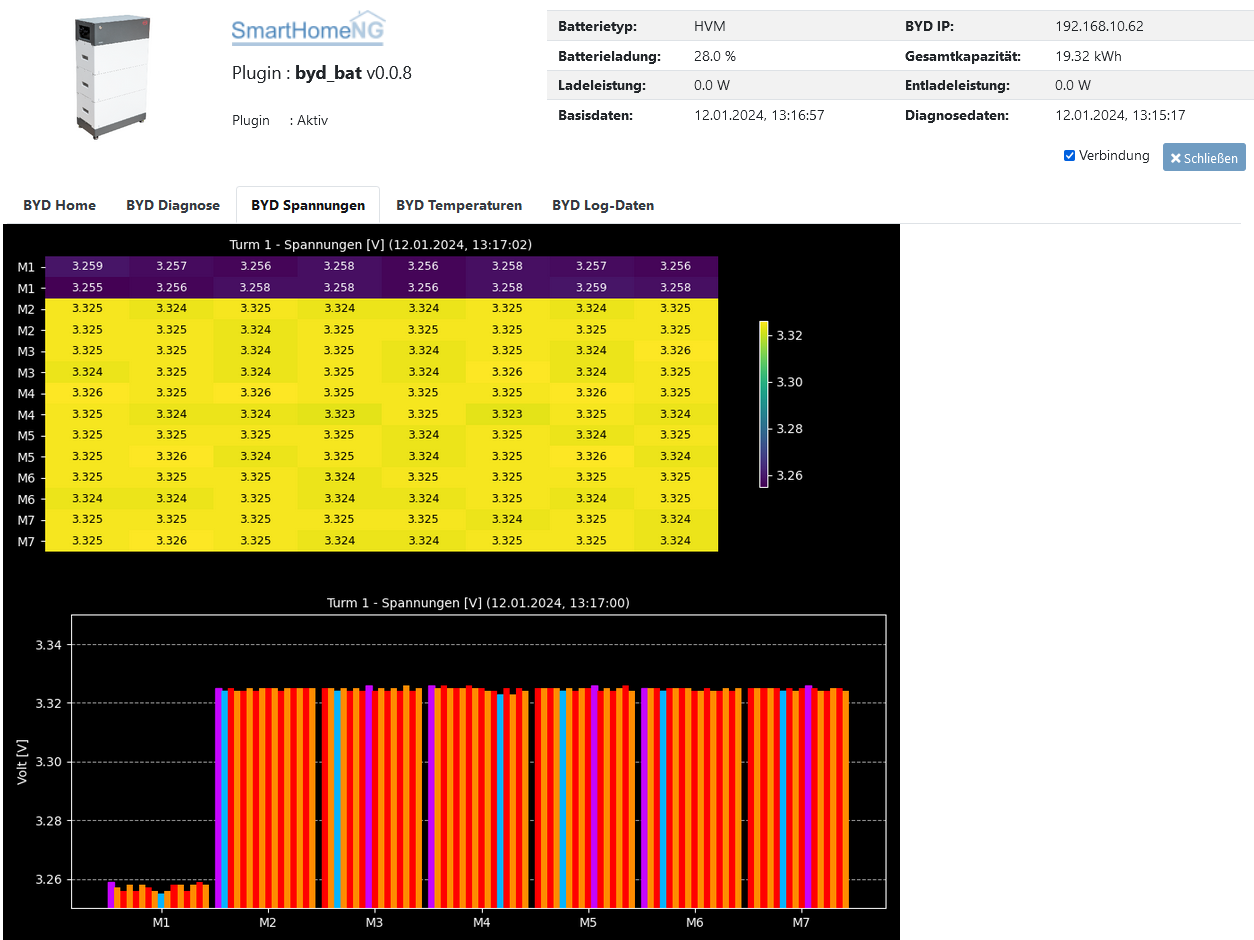 SmartHomeNG
Plugin : byd_bat v0.0.8
Plugin : Aktiv
Batterietyp: HVM BYD IP: 192.168.10.62
Batterieladung: 28.0 % Gesamtkapazität: 19.32 kWh
Ladeleistung: 0.0 W Entladeleistung: 0.0 W
Basisdaten: 12.01.2024, 13:16:57 Diagnosedaten: 12.01.2024, 13:15:17
Verbindung Schließen
BYD Home BYD Diagnose BYD Spannungen BYD Temperaturen BYD Log-Daten
Turm 1 - Spannungen [V] (12.01.2024, 13:17:02)
M1 3.259 3.257 3.256 3.258 3.256 3.258 3.257 3.256
M1 3.255 3.256 3.258 3.258 3.256 3.258 3.259 3.258
M2 3.325 3.324 3.325 3.324 3.324 3.325 3.324 3.325
M2 3.325 3.325 3.324 3.325 3.325 3.325 3.325 3.325
M3 3.325 3.325 3.324 3.325 3.324 3.325 3.324 3.326
M3 3.324 3.325 3.324 3.325 3.324 3.326 3.324 3.325
M4 3.326 3.325 3.326 3.325 3.325 3.325 3.326 3.325
M4 3.325 3.324 3.324 3.323 3.325 3.323 3.325 3.324
M5 3.325 3.325 3.325 3.325 3.324 3.325 3.324 3.325
M5 3.325 3.326 3.324 3.325 3.324 3.325 3.326 3.324
M6 3.325 3.325 3.325 3.324 3.325 3.325 3.325 3.325
M6 3.324 3.324 3.325 3.324 3.324 3.325 3.324 3.325
M7 3.325 3.325 3.325 3.325 3.325 3.324 3.325 3.324
M7 3.325 3.326 3.325 3.324 3.324 3.325 3.325 3.324
3.32
3.30
3.28
3.26
Turm 1 - Spannungen [V] (12.01.2024, 13:17:00)
Volt [V]
3.34
3.32
3.30
3.28
3.26
M1 M2 M3 M4 M5 M6 M7